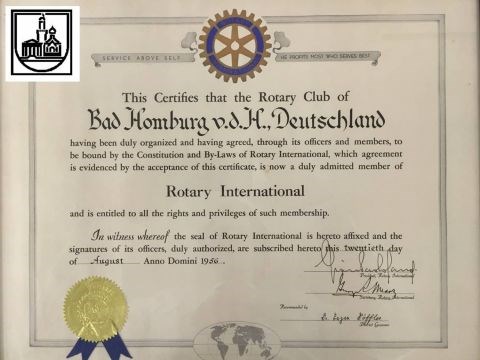 SERVICE ABOVE SELF
HE PROFITS MOST WHO SERVES BEST
This Certifies that the Rotary Club of
Bad Homburg v.d.H., Deutschland
having been duly organized and having agreed, through its officers and members, to
be bound by the Constitution and By-Laws of Rotary International, which agreement
is evidenced by the acceptance of this certificate, is now a duly admitted member of
Rotary International
and is entitled to all the rights and privileges of such membership.
In witness whereof the seal of Rotary International is hereto affixed and the
signatures of its officers, duly authorized, are subscribed hereto this twentieth day
of August Anno Domini 1956.
President, Rotary International
Secretary, Rotary International
Recommended by
District Governor